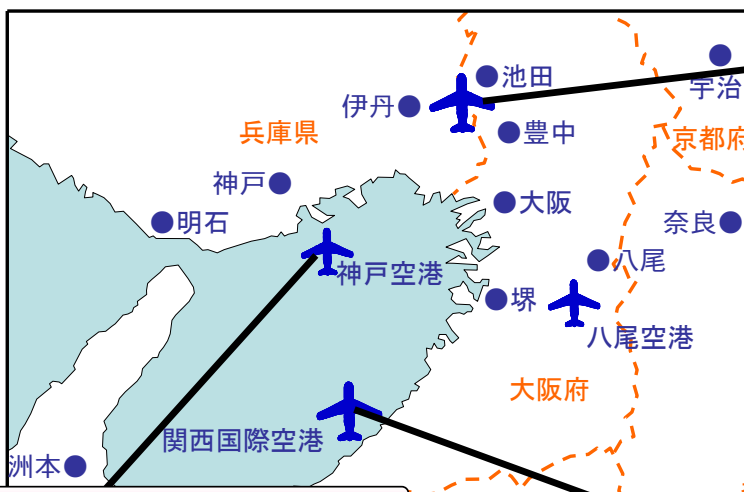 池田
宇治
伊丹
豊中
兵庫県
京都府
神戸
大阪
明石
奈良
八尾
神戸空港
堺
八尾空港
大阪府
関西国際空港
洲本